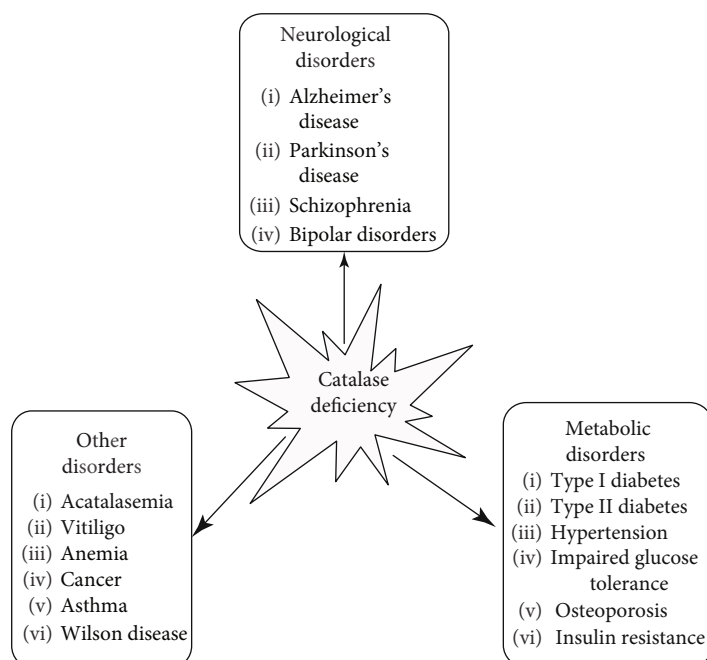 Neurological
disorders
(i) Alzheimer's
disease
(ii) Parkinson's
disease
(iii) Schizophrenia
(iv) Bipolar disorders
Catalase
deficiency
Other
disorders
(i) Acatalasemia
(ii) Vitiligo
(iii) Anemia
(iv) Cancer
(v) Asthma
(vi) Wilson disease
Metabolic
disorders
(i) Type I diabetes
(ii) Type II diabetes
(iii) Hypertension
(iv) Impaired glucose
tolerance
(v) Osteoporosis
(vi) Insulin resistance